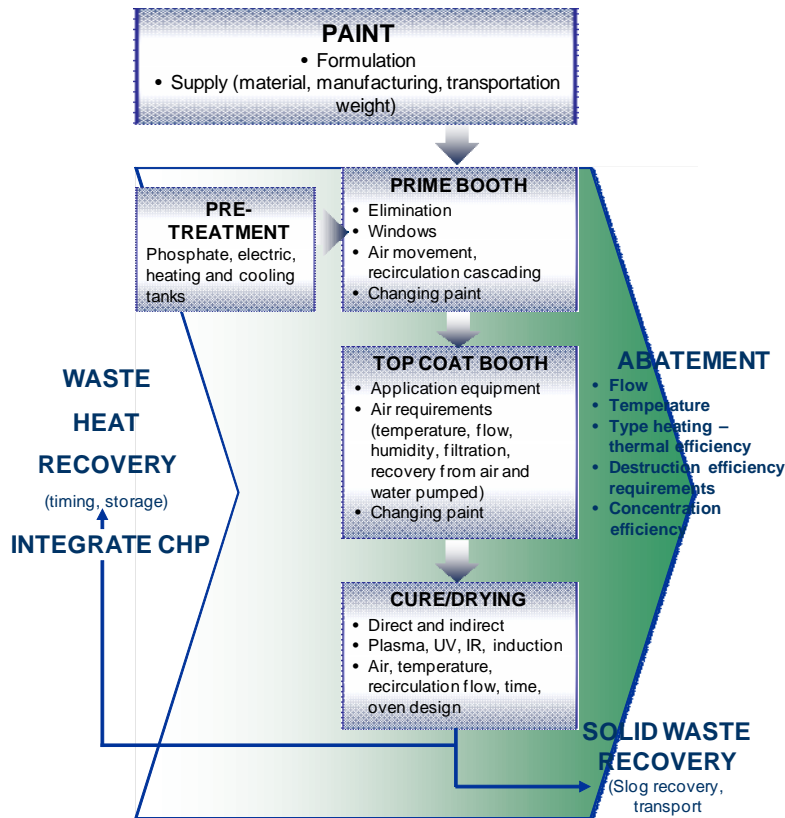 PAINT
• Formulation
• Supply (material, manufacturing, transportation
weight)
PRIME BOOTH
• Elimination
• Windows
• Air movement,
recirculation cascading
• Changing paint
PRE-
TREATMENT
Phosphate, electric,
heating and cooling
tanks
TOP COAT BOOTH
• Application equipment
• Air requirements
(temperature, flow,
humidity, filtration,
recovery from air and
water pumped)
• Changing paint
ABATEMENT
• Flow
• Temperature
• Type heating –
thermal efficiency
• Destruction efficiency
requirements
• Concentration
efficiency
WASTE
HEAT
RECOVERY
(timing, storage)
INTEGRATE CHP
CURE/DRYING
• Direct and indirect
• Plasma, UV, IR, induction
• Air, temperature,
recirculation flow, time,
oven design
SOLID WASTE
RECOVERY
(Slog recovery,
transport